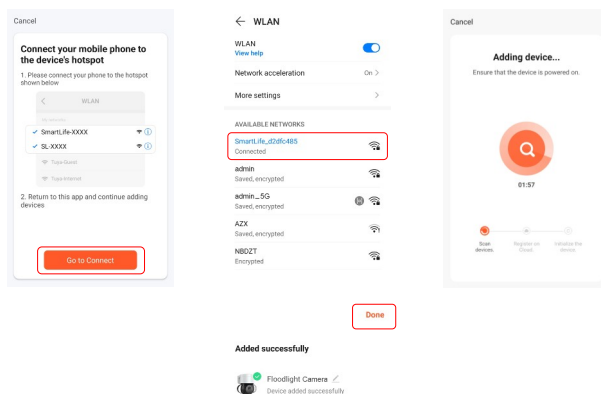 Cancel
Connect your mobile phone to
the device's hotspot
1. Please connect your phone to the hotspot
shown below
WLAN
SmartLife-XXXX
SL-XXXX
Tuya-Guest
Tuya-Internet
2. Return to this app and continue adding
devices
Go to Connect
WLAN
WLAN
View help
Network acceleration
On
More settings
AVAILABLE NETWORKS
SmartLife_d2dfc485
Connected
admin
Saved, encrypted
admin_5G
Saved, encrypted
AZX
Saved, encrypted
NBDZT
Encrypted
Cancel
Adding device...
Ensure that the device is powered on.
01:57
Scan
devices.
Register on
Cloud.
Initialize the
device.
Done
Added successfully
Floodlight Camera
Device added successfully